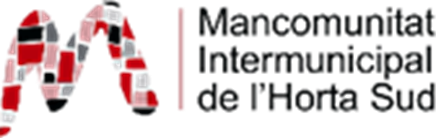 Mancomunitat
Intermunicipal
de l'Horta Sud